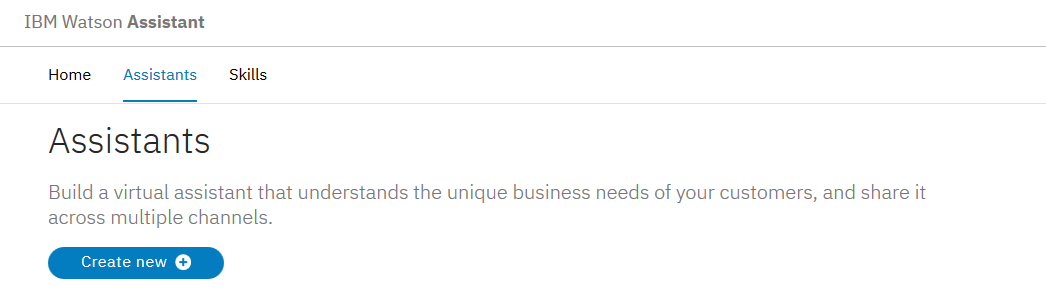 IBM Watson Assistant
Home Assistants Skills
Assistants
Build a virtual assistant that understands the unique business needs of your customers, and share it
across multiple channels.
Create new